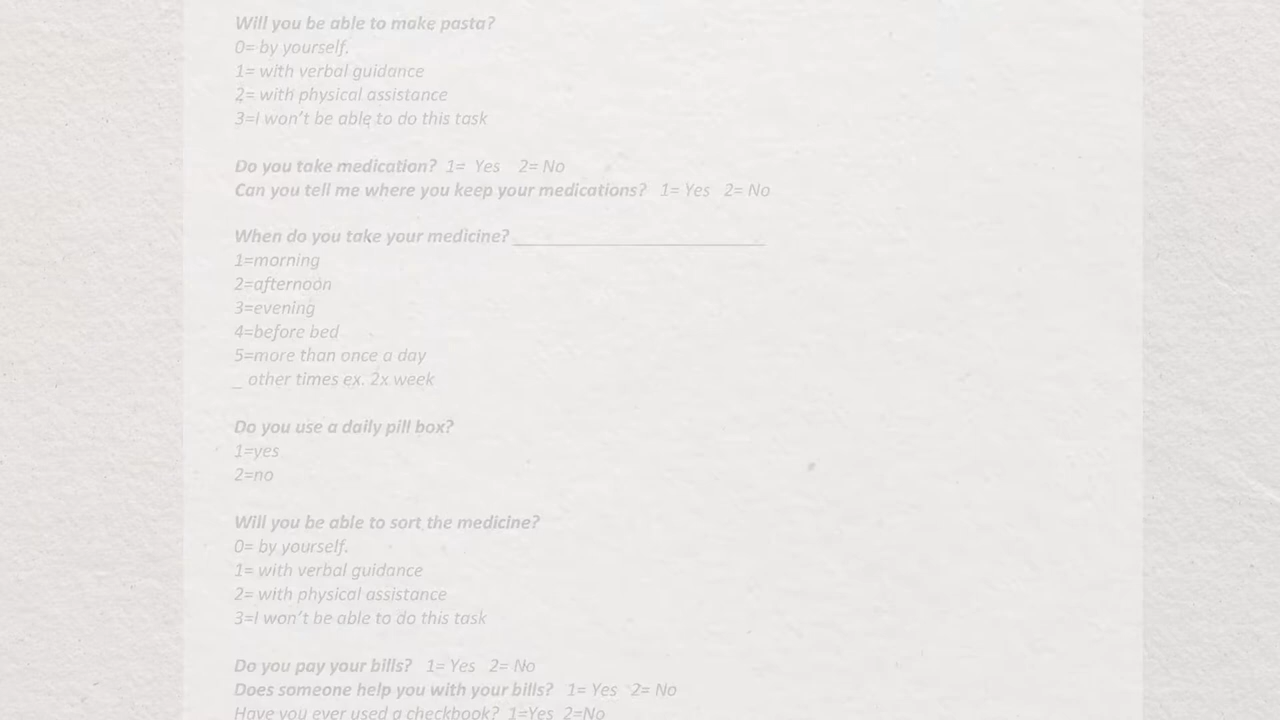 Will you be able to make pasta?
0= by yourself.
1= with verbal guidance
2= with physical assistance
3=I won't be able to do this task
Do you take medication? 1= Yes 2= No
Can you tell me where you keep your medications? 1= Yes 2= No
When do you take your medicine? ____________________________
1=morning
2=afternoon
3=evening
4=before bed
5=more than once a day
_ other times ex. 2x week
Do you use a daily pill box?
1=yes
2=no
Will you be able to sort the medicine?
0= by yourself.
1= with verbal guidance
2= with physical assistance
3=I won't be able to do this task
Do you pay your bills? 1= Yes 2= No
Does someone help you with your bills? 1= Yes 2= No
Have you ever used a checkbook? 1=Yes 2=No